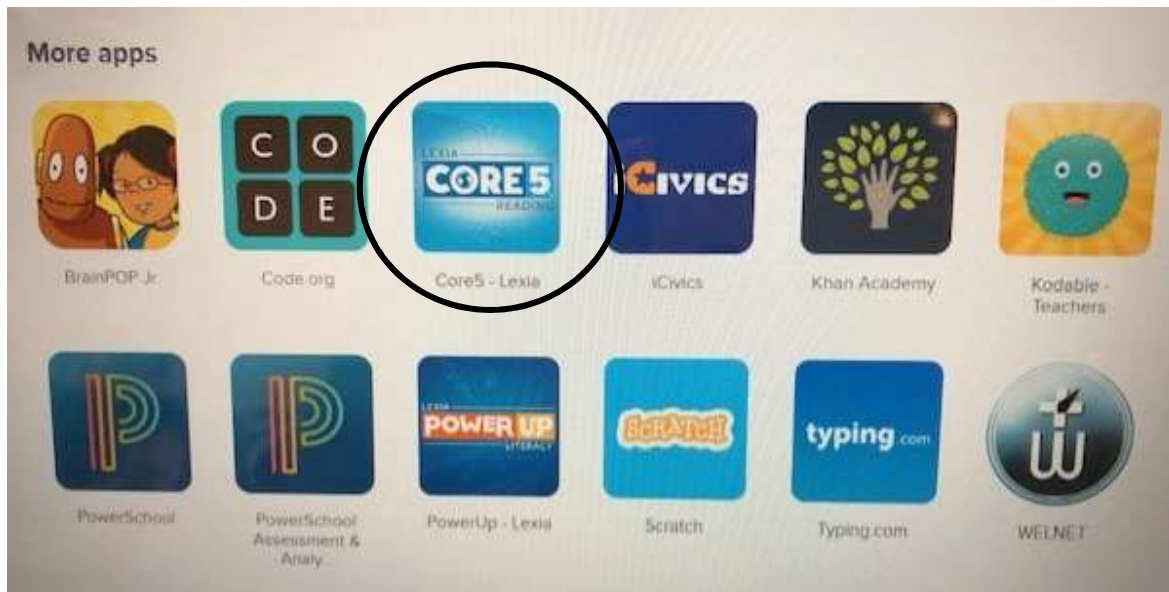 More apps
C O
D E
LEXIA
CORE5
READING
iCIVICS
BrainPOP Jr.
Code.org
Core5 - Lexia
iCivics
Khan Academy
Kodable -
Teachers
LEXIA
POWER UP
LITERACY
SCRATCH
typing.com
PowerSchool
PowerSchool
Assessment &
Analy...
PowerUp - Lexia
Scratch
Typing.com
WELNET